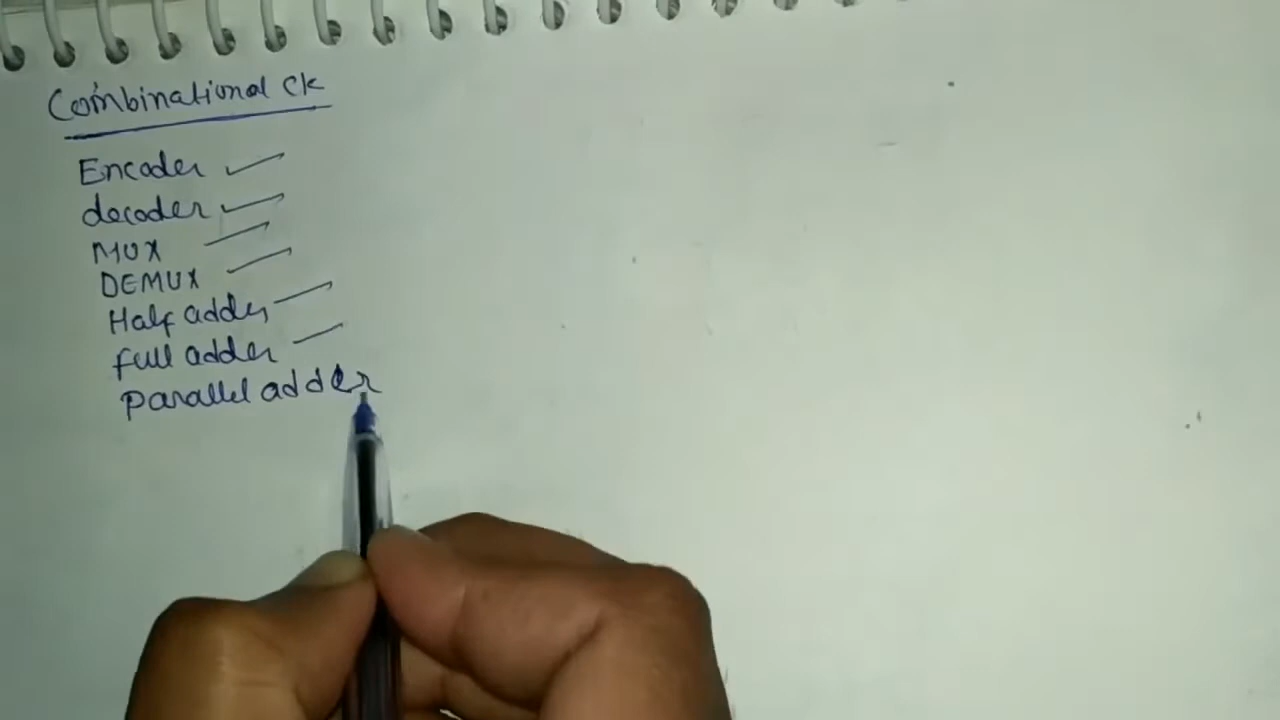 Combinational Ck
Encoder
decoder
MUX
DEMUX
Half adder
full adder
parallel adder